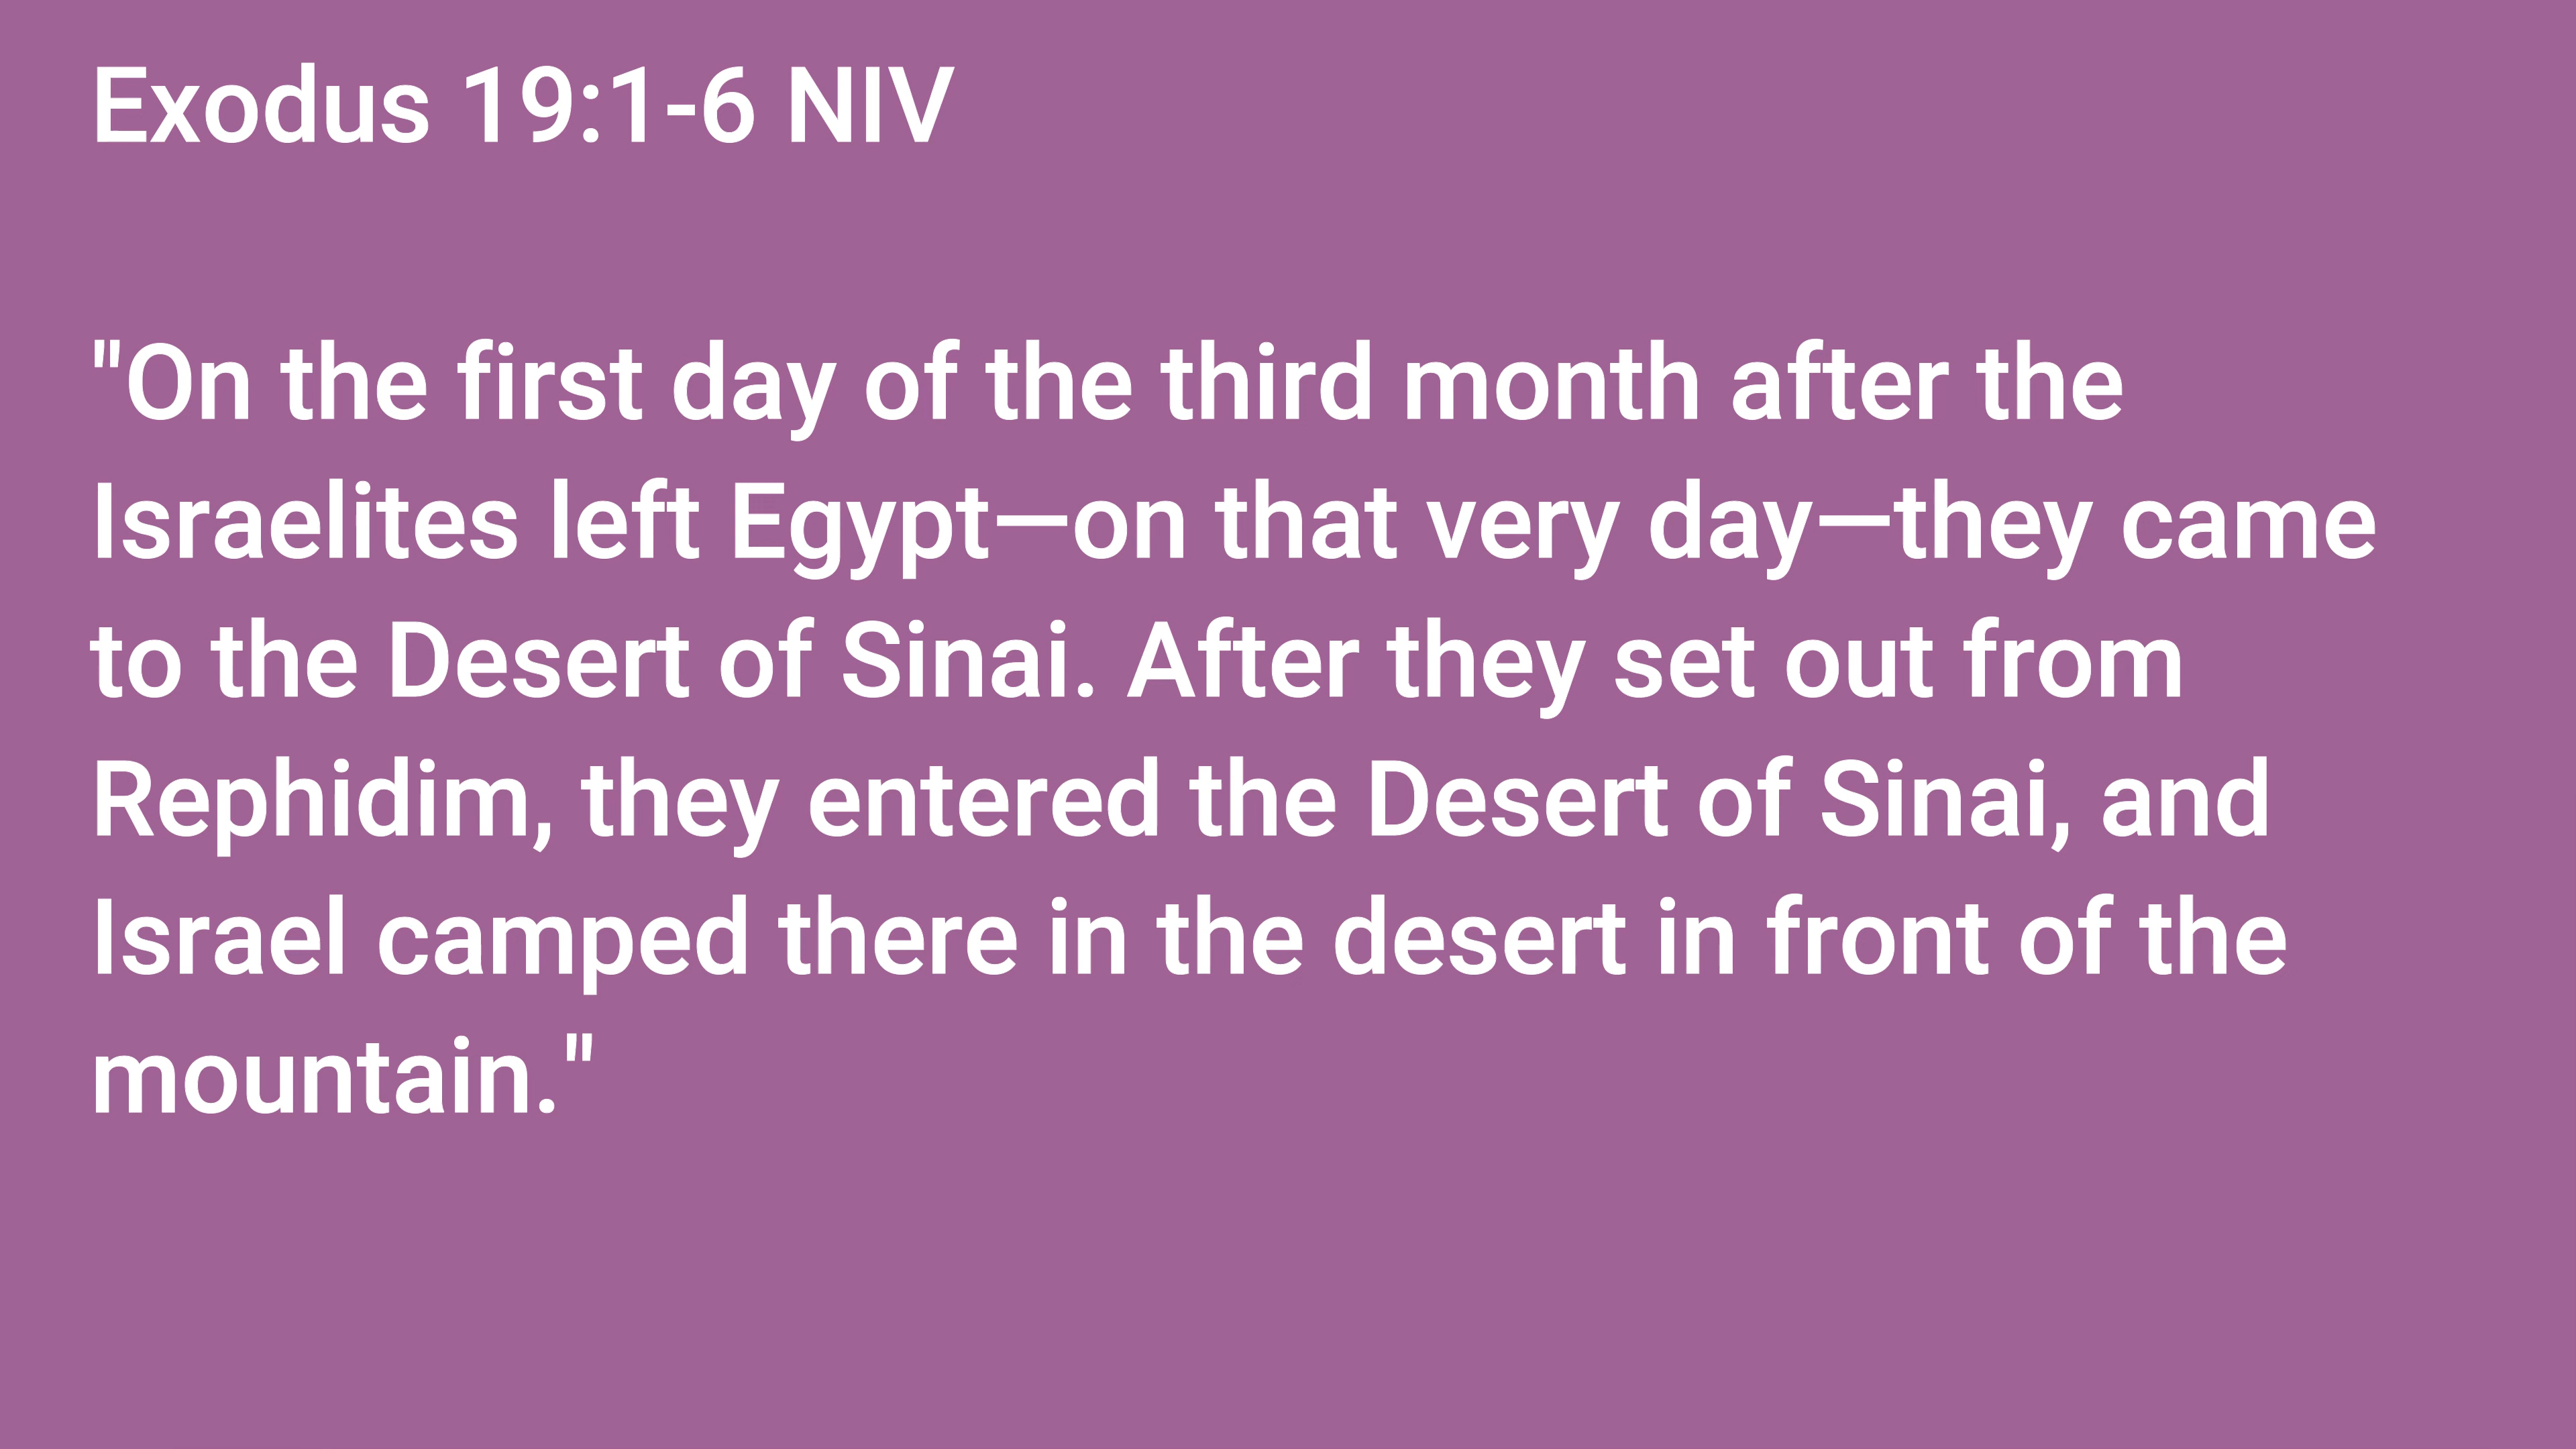 Exodus 19:1-6 NIV
"On the first day of the third month after the
Israelites left Egypt—on that very day—they came
to the Desert of Sinai. After they set out from
Rephidim, they entered the Desert of Sinai, and
Israel camped there in the desert in front of the
mountain."